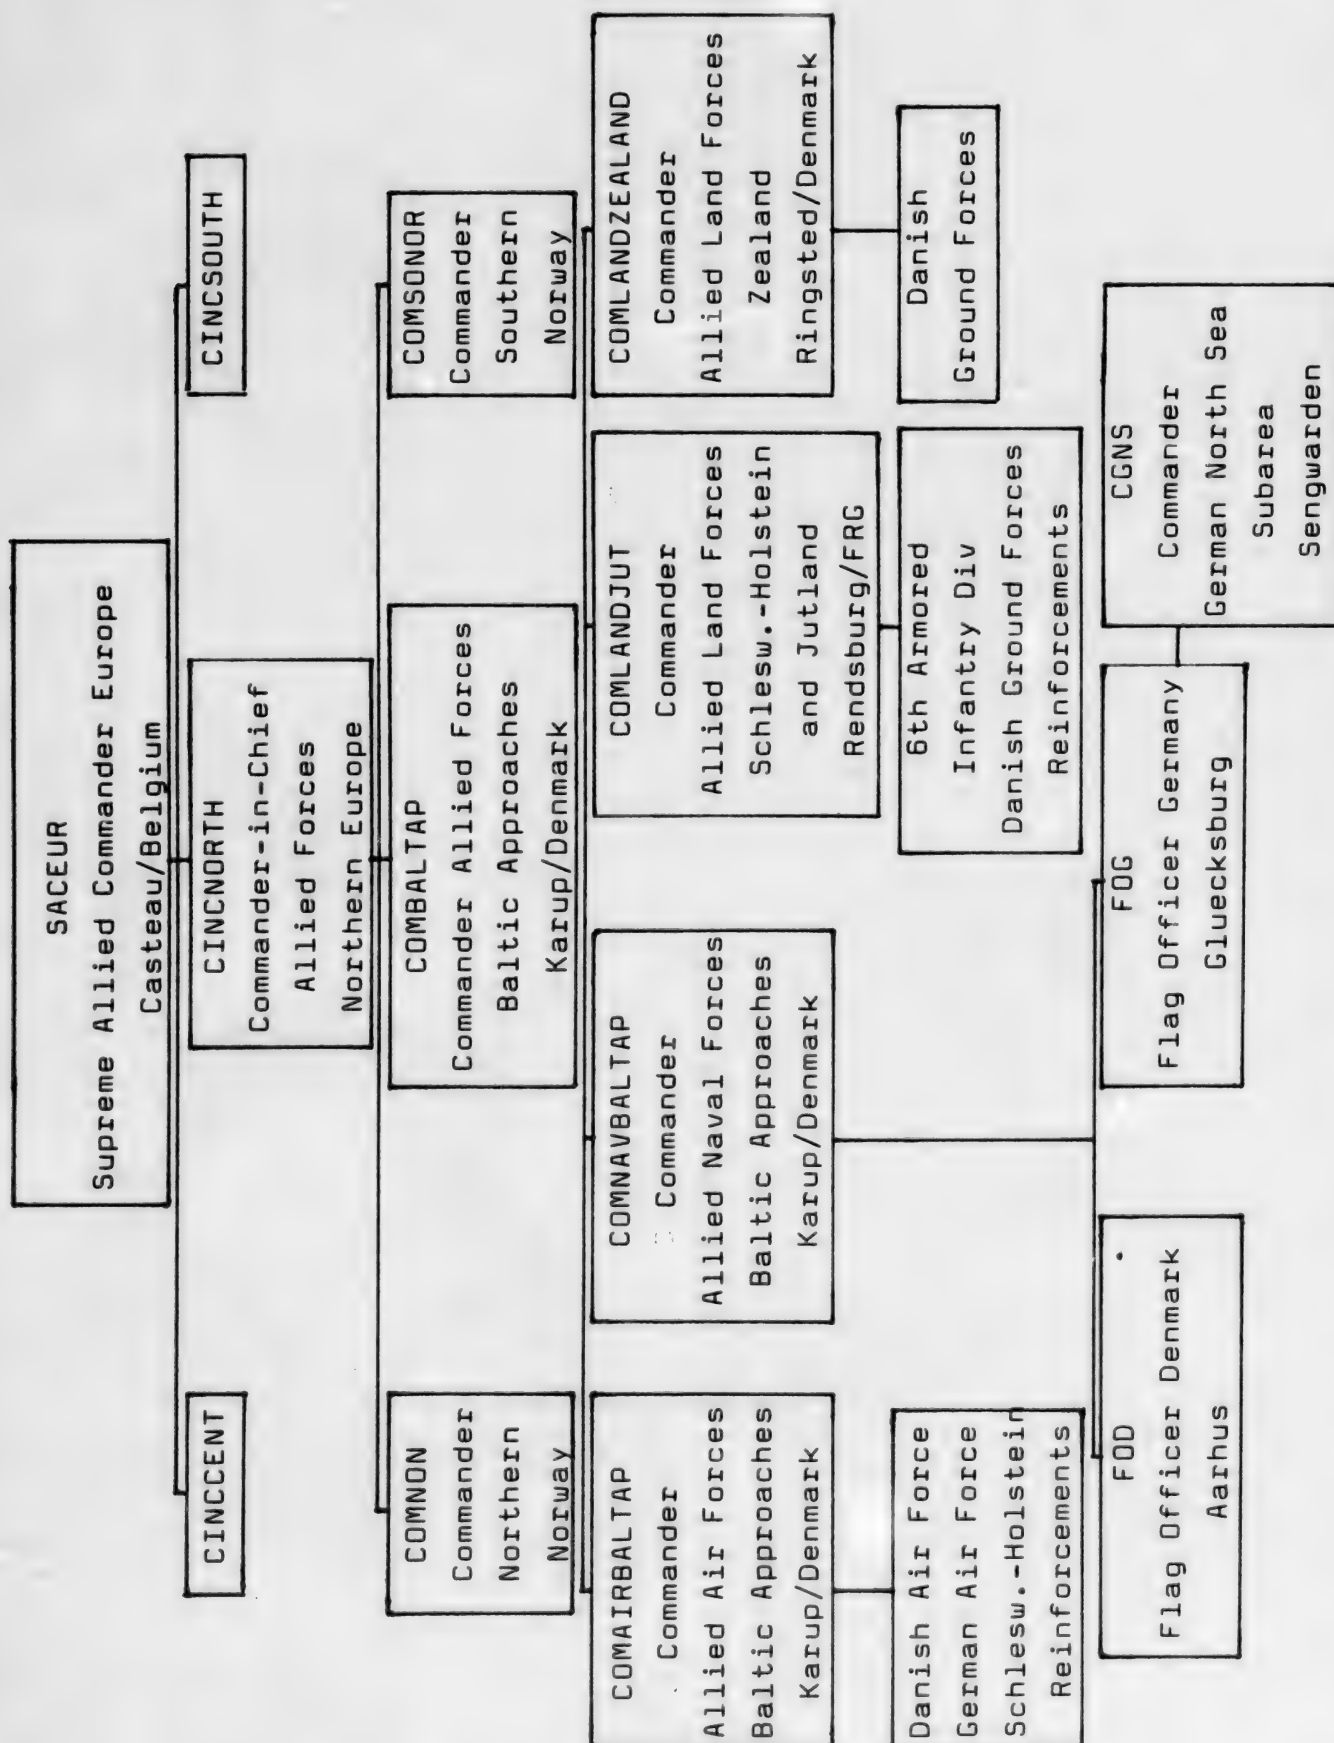 SACEUR
Supreme Allied Commander Europe
Casteau/Belgium
CINCCENT
CINCNORTH
Commander-in-Chief
Allied Forces
Northern Europe
CINCSOUTH
COMNON
Commander
Northern
Norway
COMBALTAP
Commander Allied Forces
Baltic Approaches
Karup/Denmark
COMSONOR
Commander
Southern
Norway
COMAIRBALTAP
Commander
Allied Air Forces
Baltic Approaches
Karup/Denmark
COMNAVBALTAP
Commander
Allied Naval Forces
Baltic Approaches
Karup/Denmark
COMLANDJUT
Commander
Allied Land Forces
Schlesw.-Holstein
and Jutland
Rendsburg/FRG
COMLANDZEALAND
Commander
Allied Land Forces
Zealand
Ringsted/Denmark
Danish Air Force
German Air Force
Schlesw.-Holstein
Reinforcements
6th Armored
Infantry Div
Danish Ground Forces
Reinforcements
Danish
Ground Forces
FOD
Flag Officer Denmark
Aarhus
FOG
Flag Officer Germany
Gluecksburg
CGNS
Commander
German North Sea
Subarea
Sengwarden